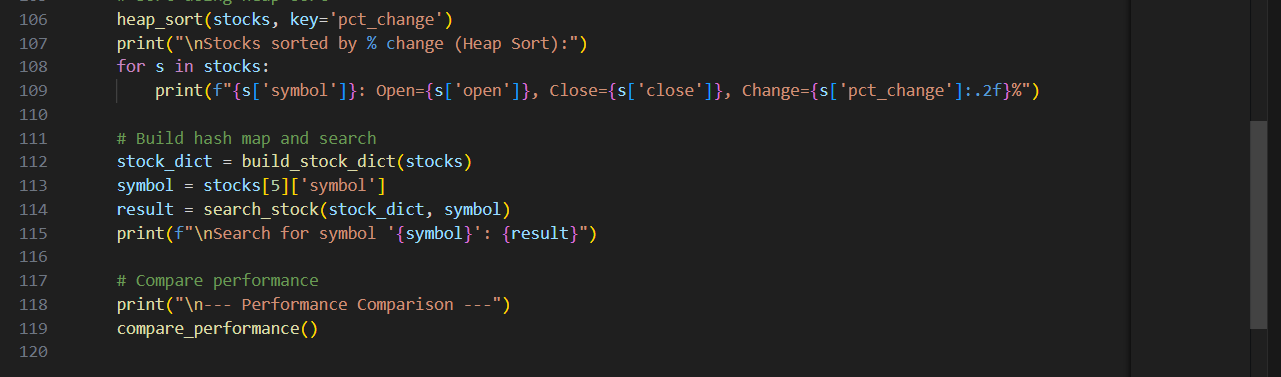 106 heap_sort(stocks, key='pct_change')
107 print("\nStocks sorted by % change (Heap Sort):")
108 for s in stocks:
109     print(f"{s['symbol']}: Open={s['open']}, Close={s['close']}, Change={s['pct_change']:.2f}%")
110
111 # Build hash map and search
112 stock_dict = build_stock_dict(stocks)
113 symbol = stocks[5]['symbol']
114 result = search_stock(stock_dict, symbol)
115 print(f"\nSearch for symbol '{symbol}': {result}")
116
117 # Compare performance
118 print("\n--- Performance Comparison ---")
119 compare_performance()
120